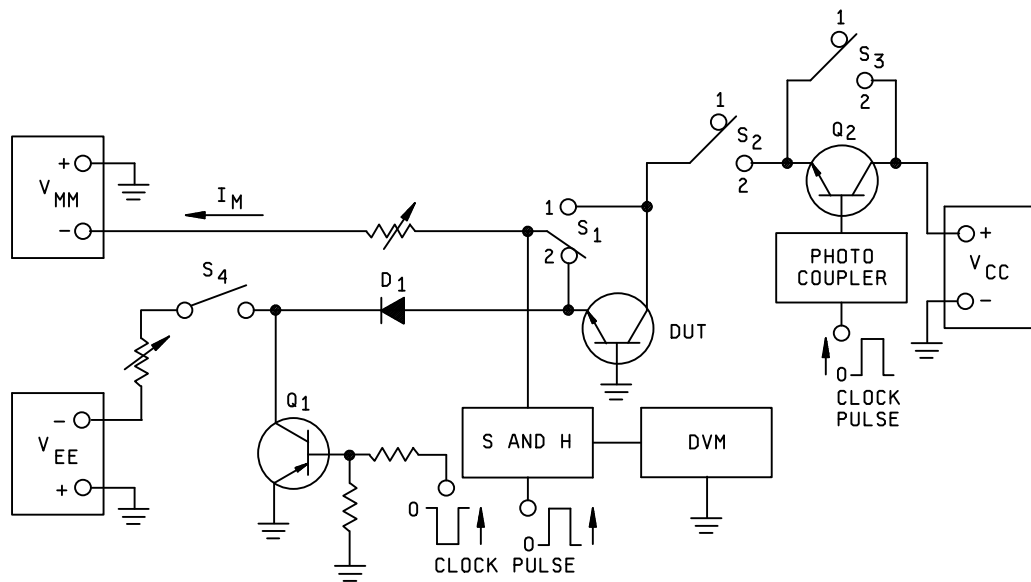 1
S3
2
Q2
1
S2
2
+
VMM
−
IM
1
S1
2
PHOTO
COUPLER
+
VCC
−
S4
D1
DUT
0
CLOCK
PULSE
Q1
−
VEE
+
S AND H
DVM
0
0
CLOCK PULSE